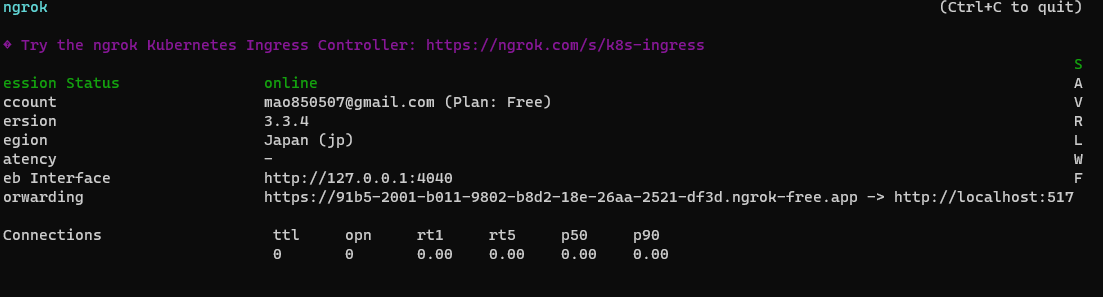 ngrok (Ctrl+C to quit)
� Try the ngrok Kubernetes Ingress Controller: https://ngrok.com/s/k8s-ingress
S
ession Status online A
ccount mao850507@gmail.com (Plan: Free) V
ersion 3.3.4 R
egion Japan (jp) L
atency - W
eb Interface http://127.0.0.1:4040 F
orwarding https://91b5-2001-b011-9802-b8d2-18e-26aa-2521-df3d.ngrok-free.app -> http://localhost:517
Connections ttl opn rt1 rt5 p50 p90
0 0 0.00 0.00 0.00 0.00